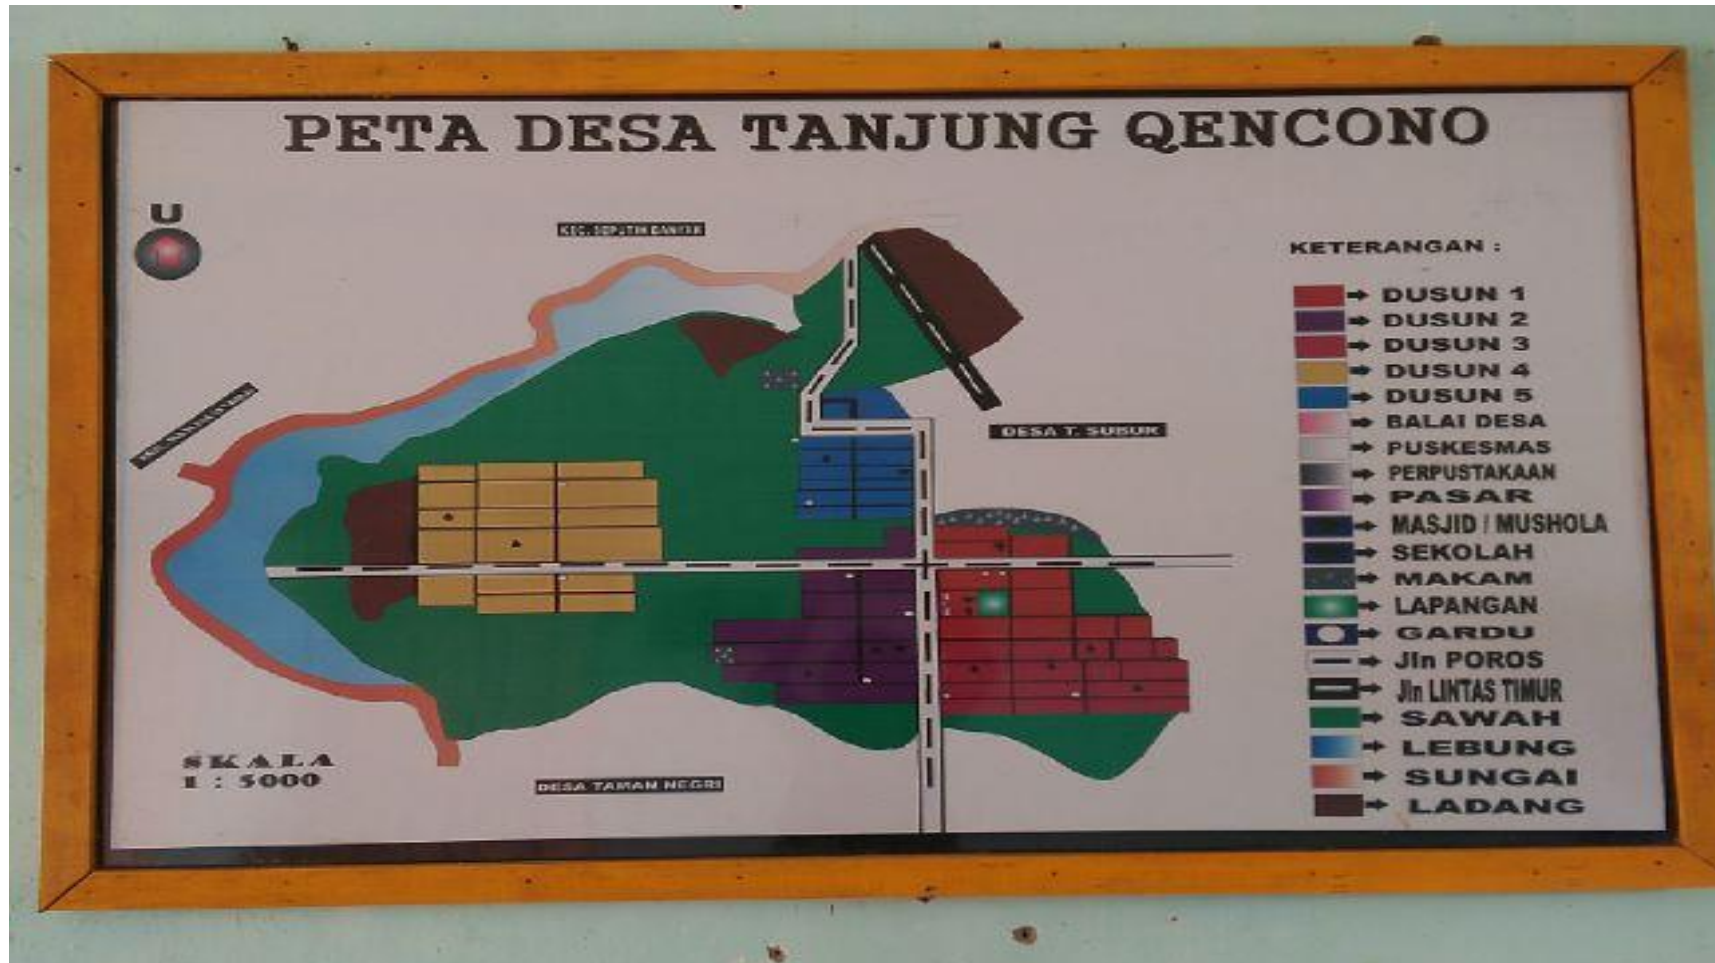 PETA DESA TANJUNG QENCONO
U
KEC.
KETERANGAN :
DUSUN 1
DUSUN 2
DUSUN 3
DUSUN 4
DUSUN 5
BALAI DESA
PUSKESMAS
PERPUSTAKAAN
PASAR
MASJID / MUSHOLA
SEKOLAH
MAKAM
LAPANGAN
GARDU
Jln POROS
Jln LINTAS TIMUR
SAWAH
LEBUNG
SUNGAI
LADANG
DESA T. SUBUK
SKALA
1 : 5000
DESA TAMAN NEGRI